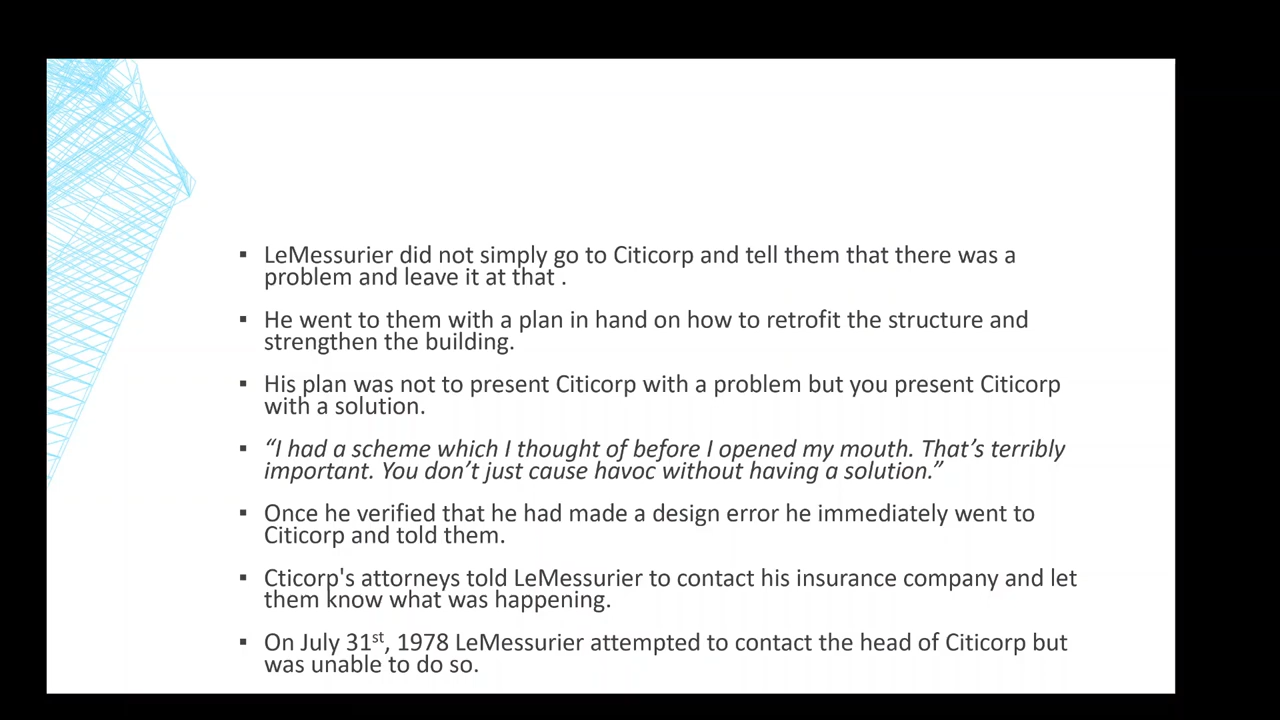 ▪ LeMessurier did not simply go to Citicorp and tell them that there was a
problem and leave it at that .
▪ He went to them with a plan in hand on how to retrofit the structure and
strengthen the building.
▪ His plan was not to present Citicorp with a problem but you present Citicorp
with a solution.
▪ “I had a scheme which I thought of before I opened my mouth. That’s terribly
important. You don’t just cause havoc without having a solution.”
▪ Once he verified that he had made a design error he immediately went to
Citicorp and told them.
▪ Cticorp's attorneys told LeMessurier to contact his insurance company and let
them know what was happening.
▪ On July 31st, 1978 LeMessurier attempted to contact the head of Citicorp but
was unable to do so.